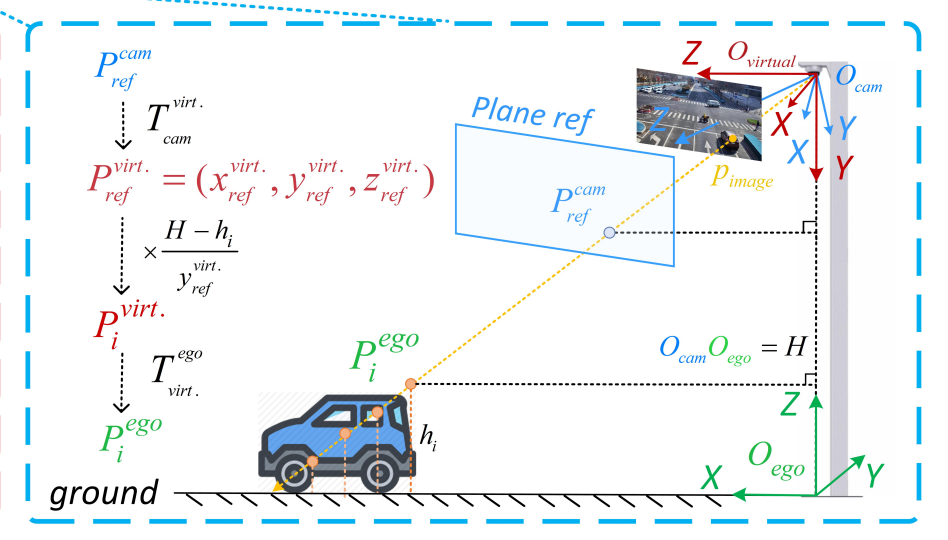 P_{ref}^{cam}
T_{cam}^{virt.}
P_{ref}^{virt.} = (x_{ref}^{virt.}, y_{ref}^{virt.}, z_{ref}^{virt.})
× \frac{H - h_i}{y_{ref}^{virt.}}
P_i^{virt.}
T_{virt.}^{ego}
P_i^{ego}
ground
Plane ref
P_{ref}^{cam}
Z
O_{virtual}
O_{cam}
Z
X
X
Y
Y
p_{image}
P_i^{ego}
h_i
O_{cam}O_{ego} = H
Z
O_{ego}
X
Y